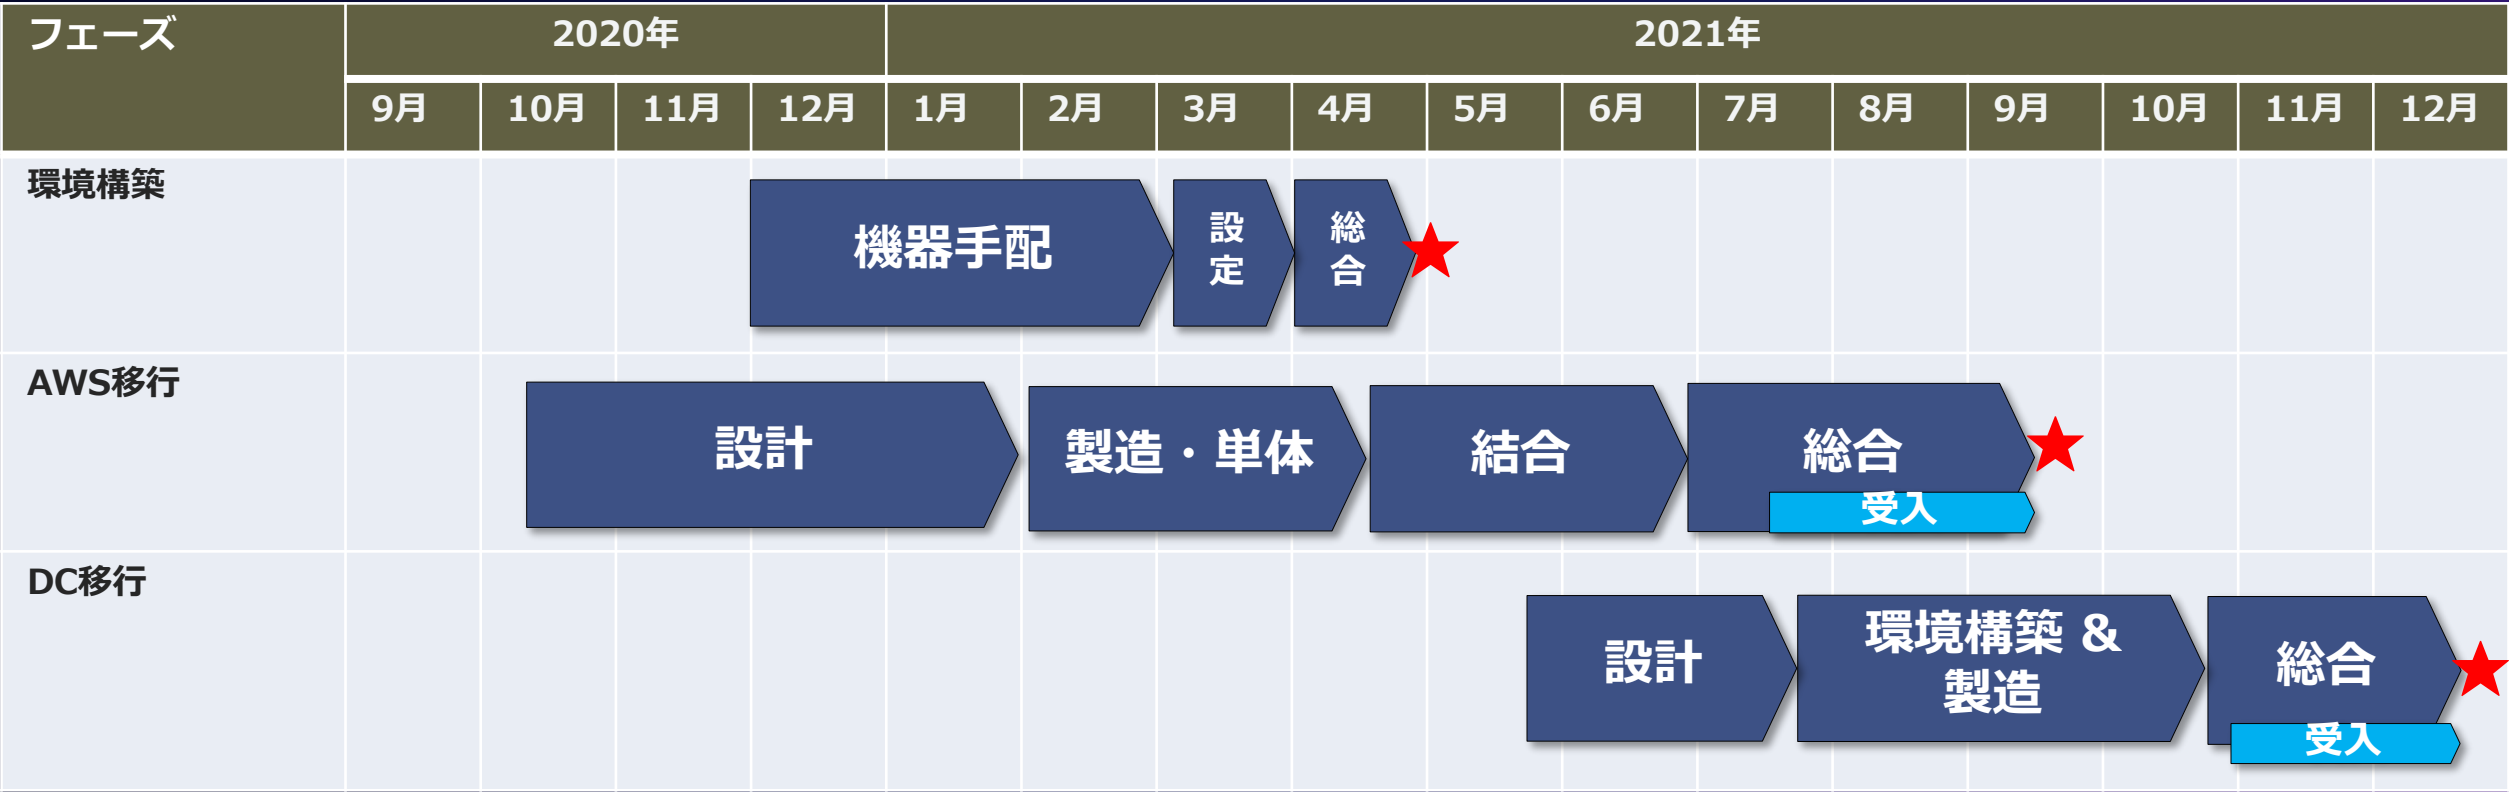 フェーズ
2020年
2021年
9月
10月
11月
12月
1月
2月
3月
4月
5月
6月
7月
8月
9月
10月
11月
12月
環境構築
機器手配
設
定
総
合
AWS移行
設計
製造・単体
結合
総合
受入
DC移行
設計
環境構築 &
製造
総合
受入